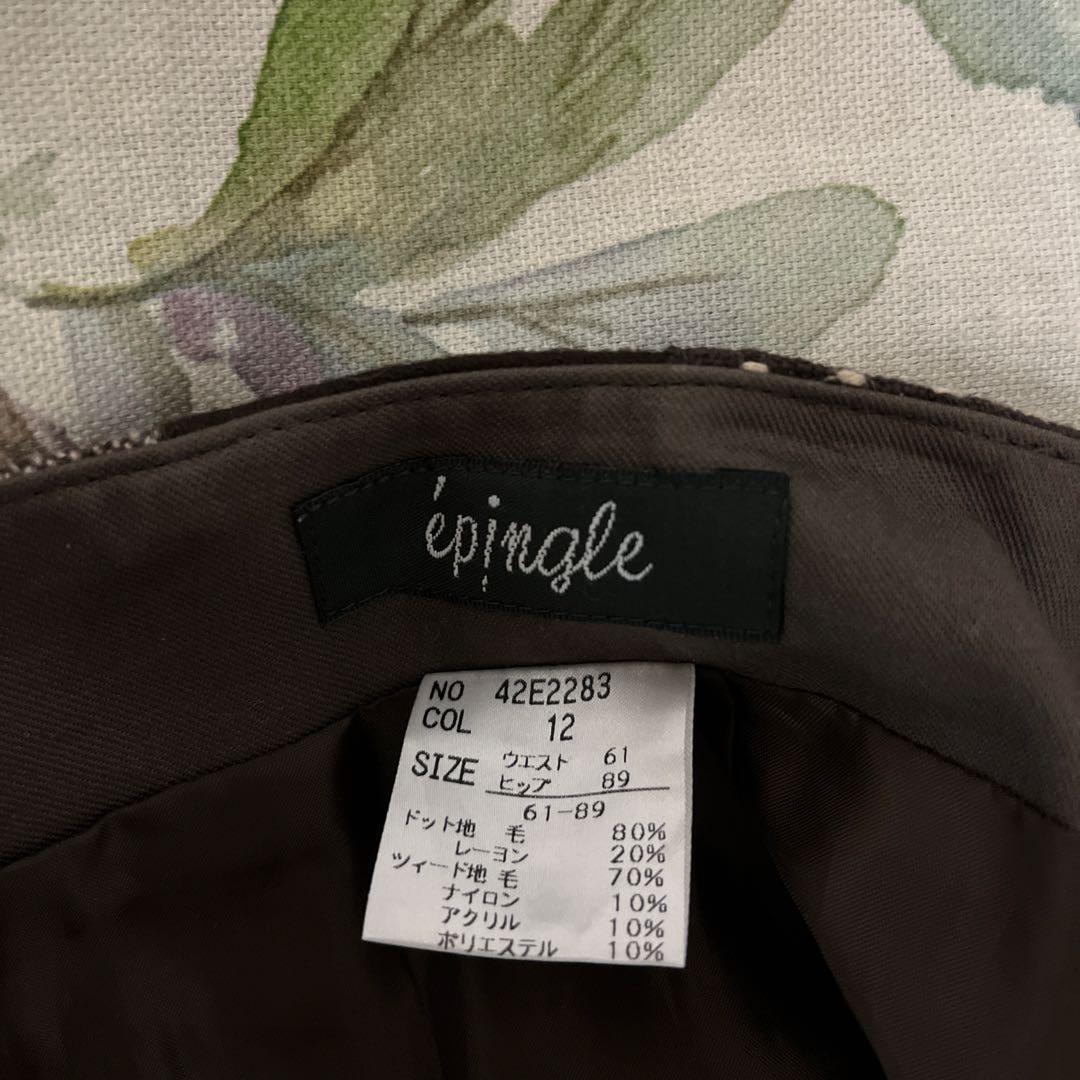 épingle
NO 42E2283
COL 12
SIZE ウエスト 61
ヒップ 89
61-89
ドット地 毛 80%
レーヨン 20%
ツィード地 毛 70%
ナイロン 10%
アクリル 10%
ポリエステル 10%